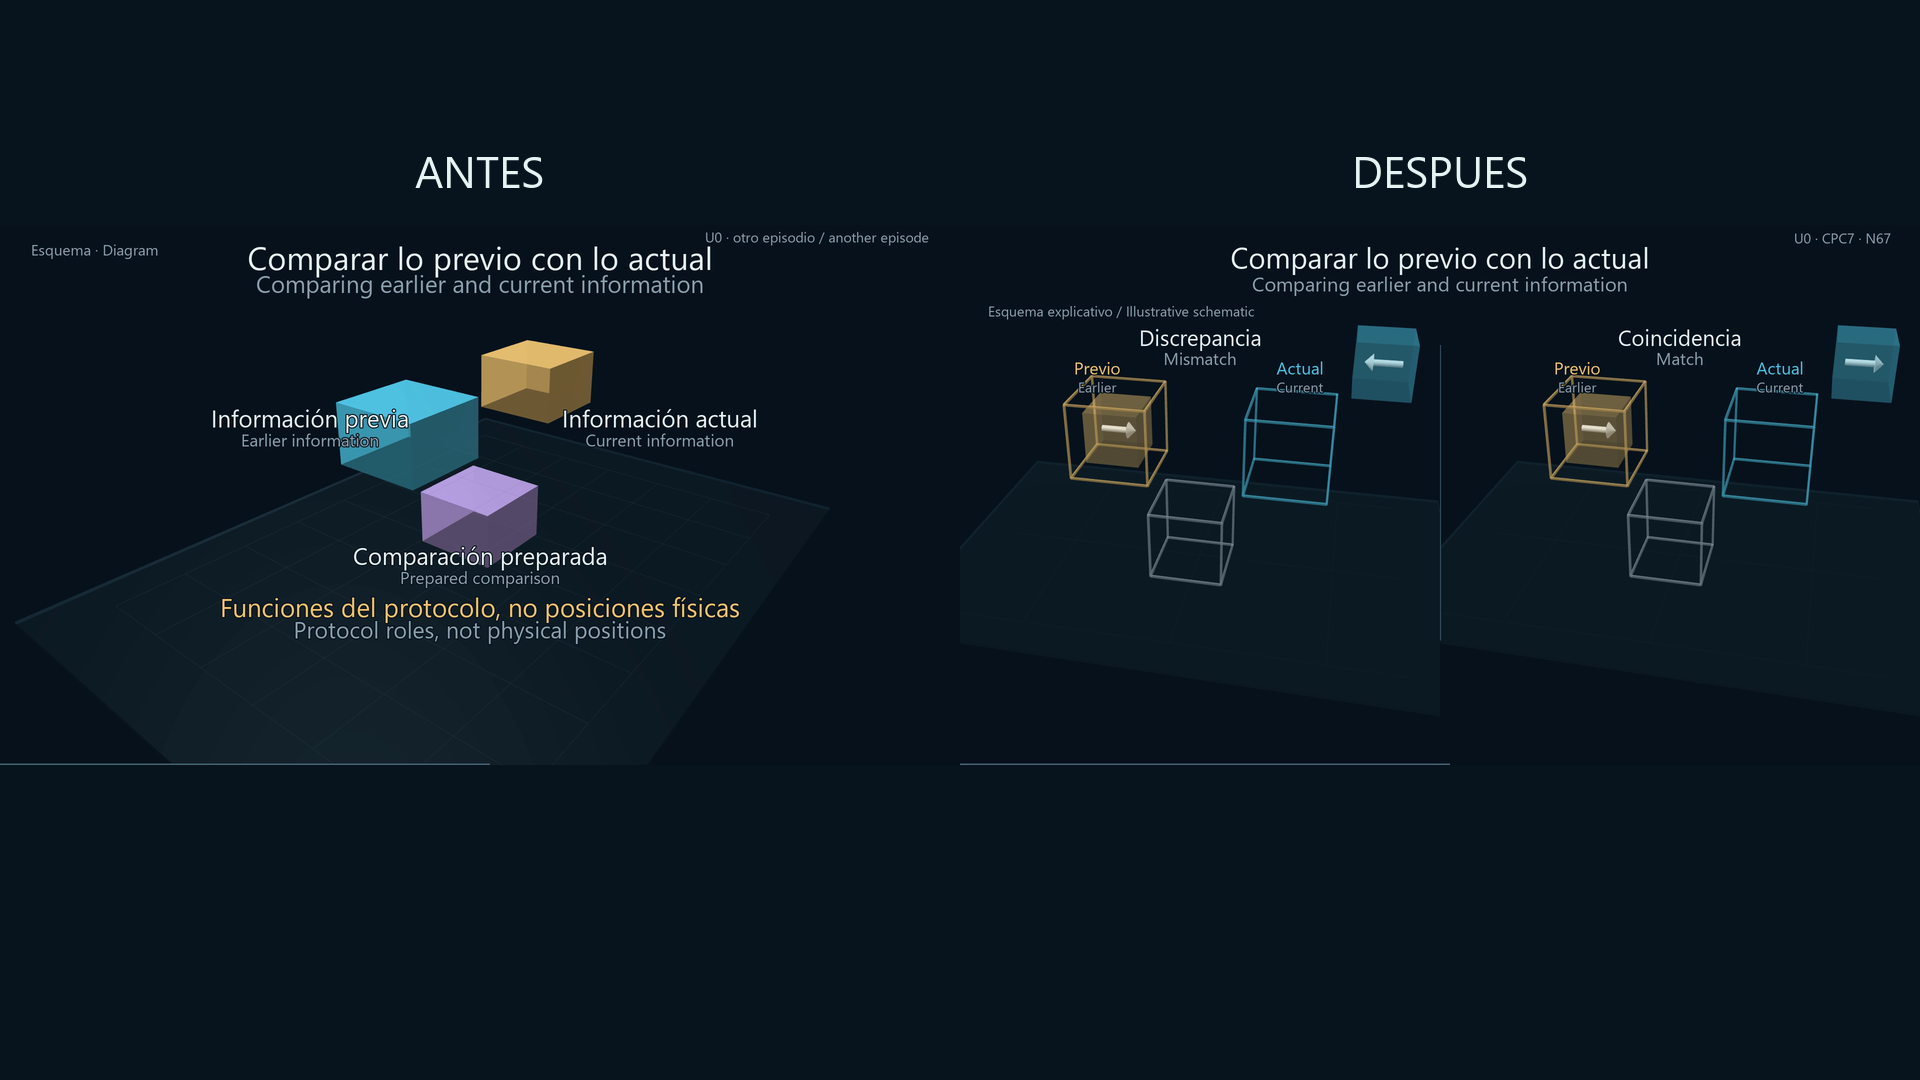 ANTES
Esquema · Diagram
U0 · otro episodio / another episode
Comparar lo previo con lo actual
Comparing earlier and current information
Información previa
Earlier information
Información actual
Current information
Comparación preparada
Prepared comparison
Funciones del protocolo, no posiciones físicas
Protocol roles, not physical positions
DESPUES
U0 · CPC7 · N67
Comparar lo previo con lo actual
Comparing earlier and current information
Esquema explicativo / Illustrative schematic
Discrepancia
Mismatch
Previo
Earlier
Actual
Current
Coincidencia
Match
Previo
Earlier
Actual
Current